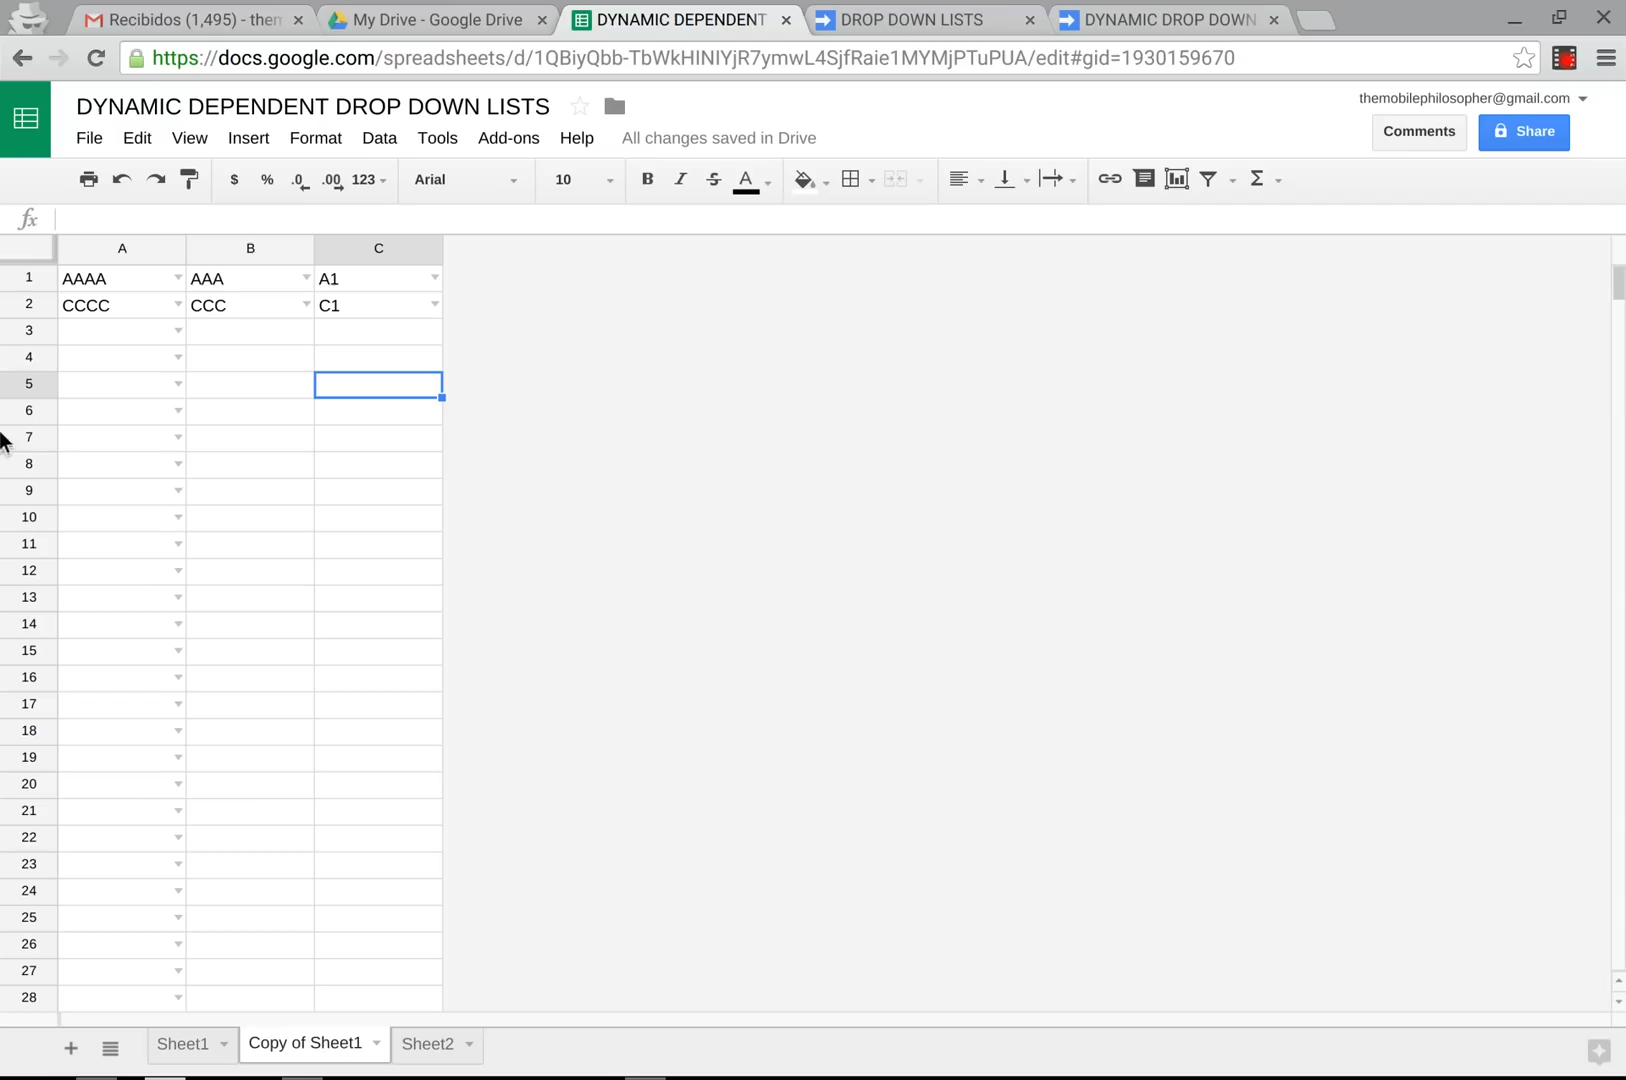 Recibidos (1,495) - them
My Drive - Google Drive
DYNAMIC DEPENDENT
DROP DOWN LISTS
DYNAMIC DROP DOWN
https://docs.google.com/spreadsheets/d/1QBiyQbb-TbWkHINIYjR7ymwL4SjfRaie1MYMjPTuPUA/edit#gid=1930159670
DYNAMIC DEPENDENT DROP DOWN LISTS
themobilephilosopher@gmail.com
File Edit View Insert Format Data Tools Add-ons Help All changes saved in Drive
Comments
Share
$ % .0 .00 123 Arial 10 B I S A Σ
fx
A B C
1 AAAA AAA A1
2 CCCC CCC C1
3
4
5
6
7
8
9
10
11
12
13
14
15
16
17
18
19
20
21
22
23
24
25
26
27
28
+ Sheet1 Copy of Sheet1 Sheet2